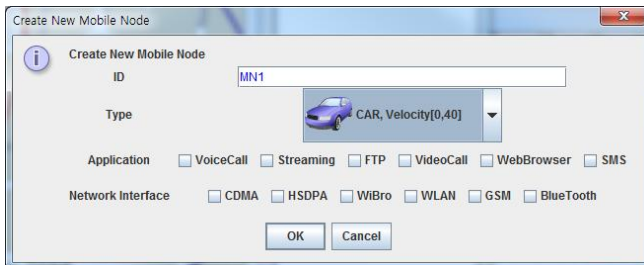 Create New Mobile Node
Create New Mobile Node
ID MN1
Type CAR, Velocity[0,40]
Application VoiceCall Streaming FTP VideoCall WebBrowser SMS
Network Interface CDMA HSDPA WiBro WLAN GSM BlueTooth
OK Cancel